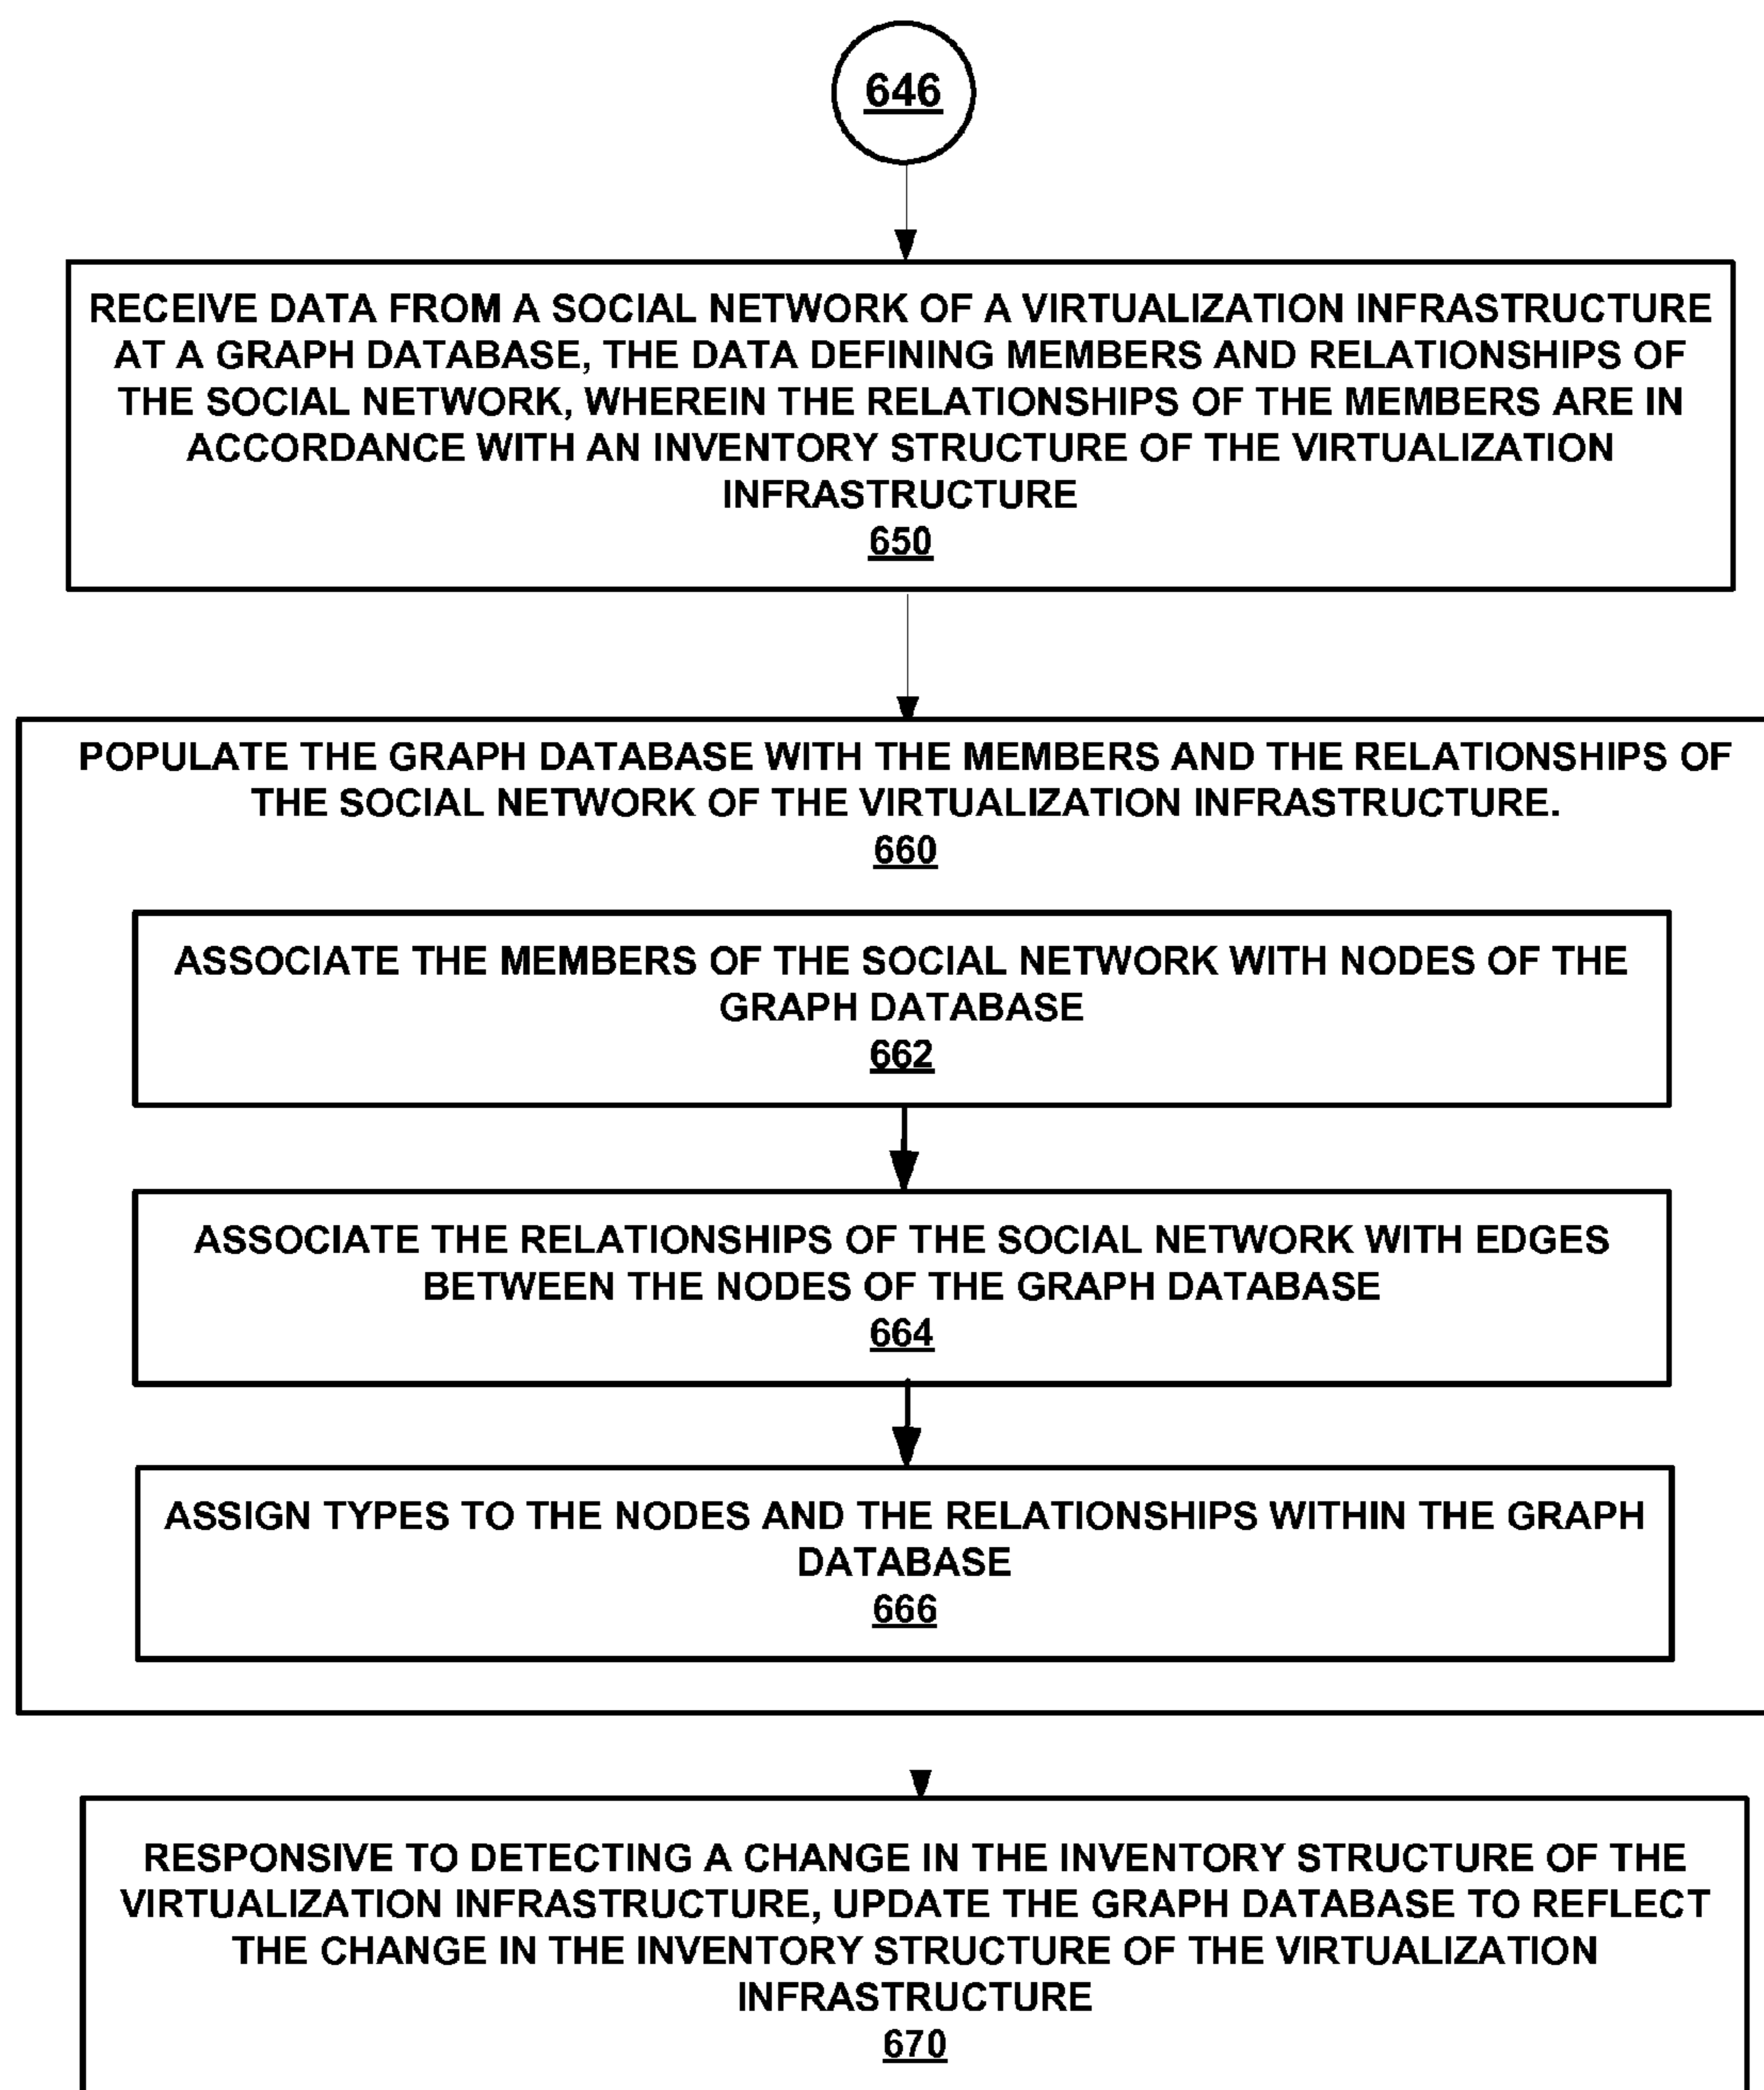 646
RECEIVE DATA FROM A SOCIAL NETWORK OF A VIRTUALIZATION INFRASTRUCTURE
AT A GRAPH DATABASE, THE DATA DEFINING MEMBERS AND RELATIONSHIPS OF
THE SOCIAL NETWORK, WHEREIN THE RELATIONSHIPS OF THE MEMBERS ARE IN
ACCORDANCE WITH AN INVENTORY STRUCTURE OF THE VIRTUALIZATION
INFRASTRUCTURE
650
POPULATE THE GRAPH DATABASE WITH THE MEMBERS AND THE RELATIONSHIPS OF
THE SOCIAL NETWORK OF THE VIRTUALIZATION INFRASTRUCTURE.
660
ASSOCIATE THE MEMBERS OF THE SOCIAL NETWORK WITH NODES OF THE
GRAPH DATABASE
662
ASSOCIATE THE RELATIONSHIPS OF THE SOCIAL NETWORK WITH EDGES
BETWEEN THE NODES OF THE GRAPH DATABASE
664
ASSIGN TYPES TO THE NODES AND THE RELATIONSHIPS WITHIN THE GRAPH
DATABASE
666
RESPONSIVE TO DETECTING A CHANGE IN THE INVENTORY STRUCTURE OF THE
VIRTUALIZATION INFRASTRUCTURE, UPDATE THE GRAPH DATABASE TO REFLECT
THE CHANGE IN THE INVENTORY STRUCTURE OF THE VIRTUALIZATION
INFRASTRUCTURE
670